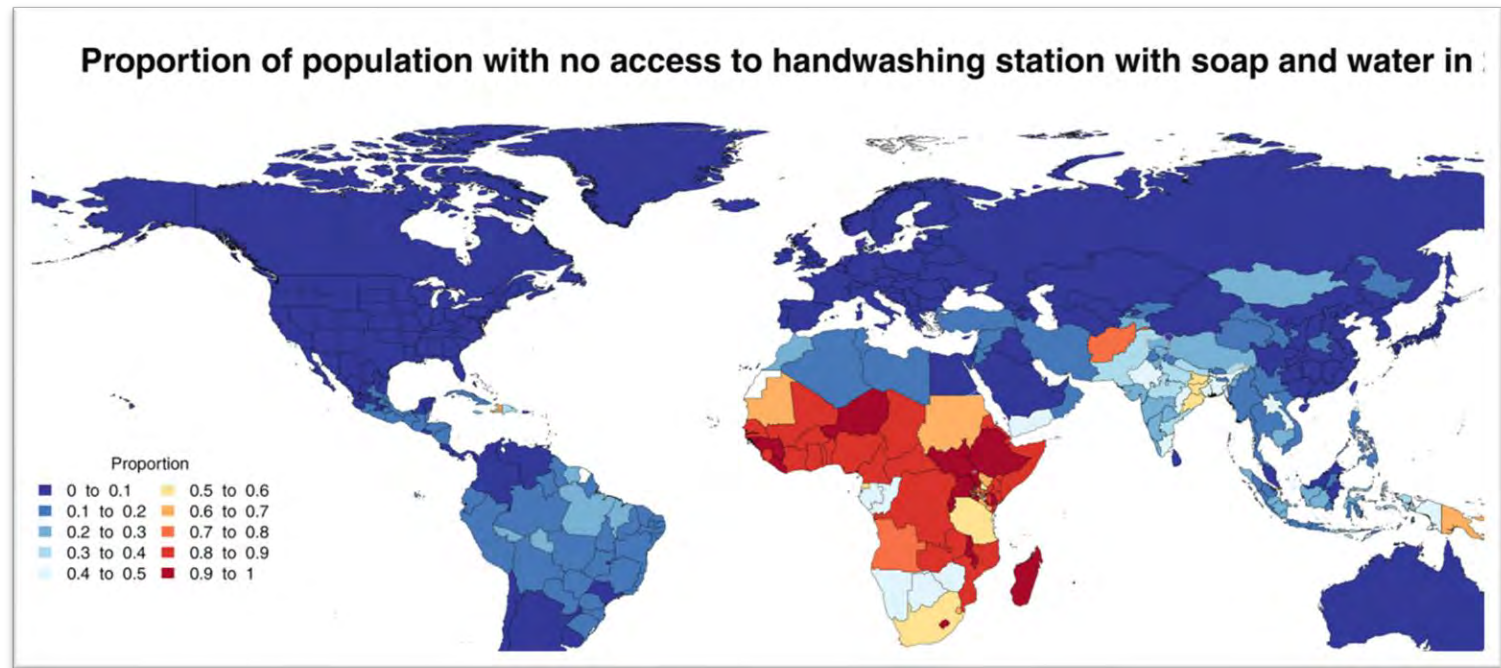 Proportion of population with no access to handwashing station with soap and water in
Proportion
0 to 0.1
0.1 to 0.2
0.2 to 0.3
0.3 to 0.4
0.4 to 0.5
0.5 to 0.6
0.6 to 0.7
0.7 to 0.8
0.8 to 0.9
0.9 to 1